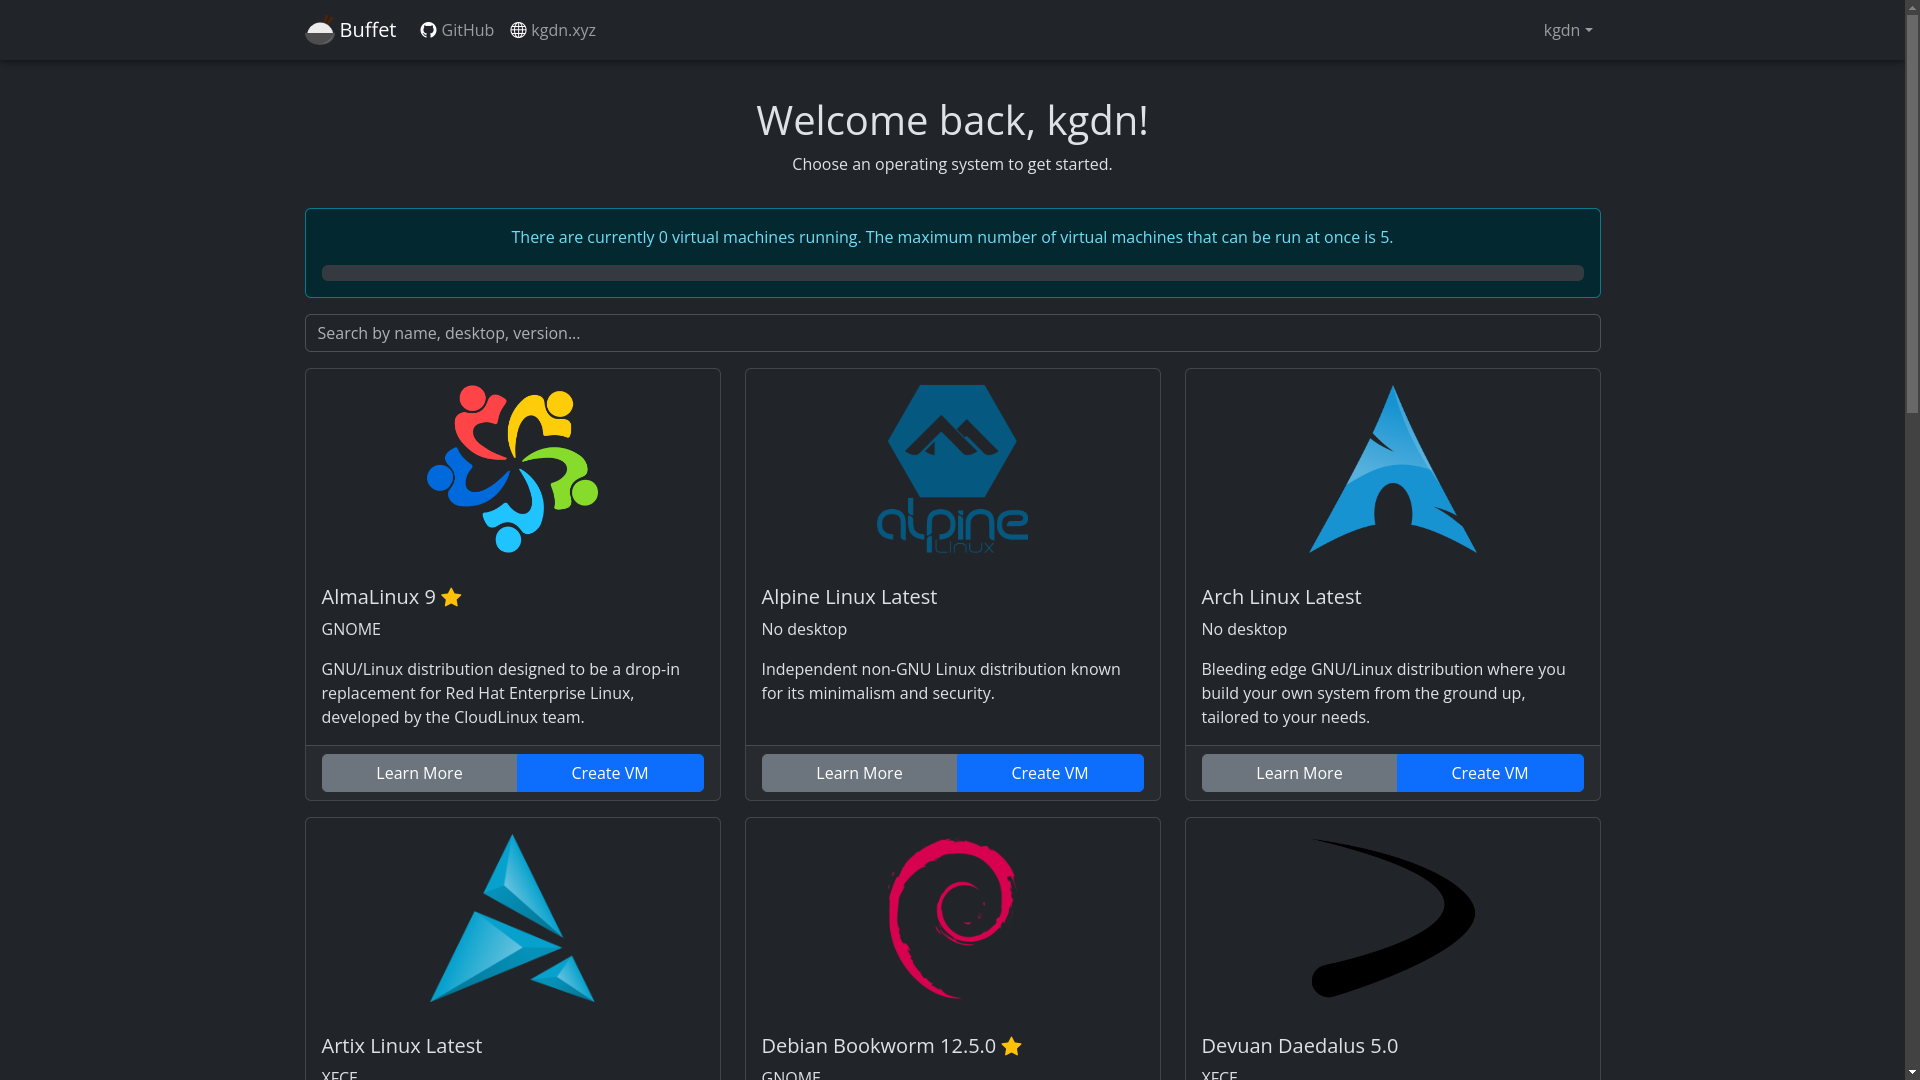 Buffet GitHub kgdn.xyz kgdn
Welcome back, kgdn!
Choose an operating system to get started.
There are currently 0 virtual machines running. The maximum number of virtual machines that can be run at once is 5.
Search by name, desktop, version...
alpine
Linux
AlmaLinux 9
GNOME
GNU/Linux distribution designed to be a drop-in
replacement for Red Hat Enterprise Linux,
developed by the CloudLinux team.
Learn More Create VM
Alpine Linux Latest
No desktop
Independent non-GNU Linux distribution known
for its minimalism and security.
Learn More Create VM
Arch Linux Latest
No desktop
Bleeding edge GNU/Linux distribution where you
build your own system from the ground up,
tailored to your needs.
Learn More Create VM
Artix Linux Latest
XFCE
Debian Bookworm 12.5.0
GNOME
Devuan Daedalus 5.0
XFCE